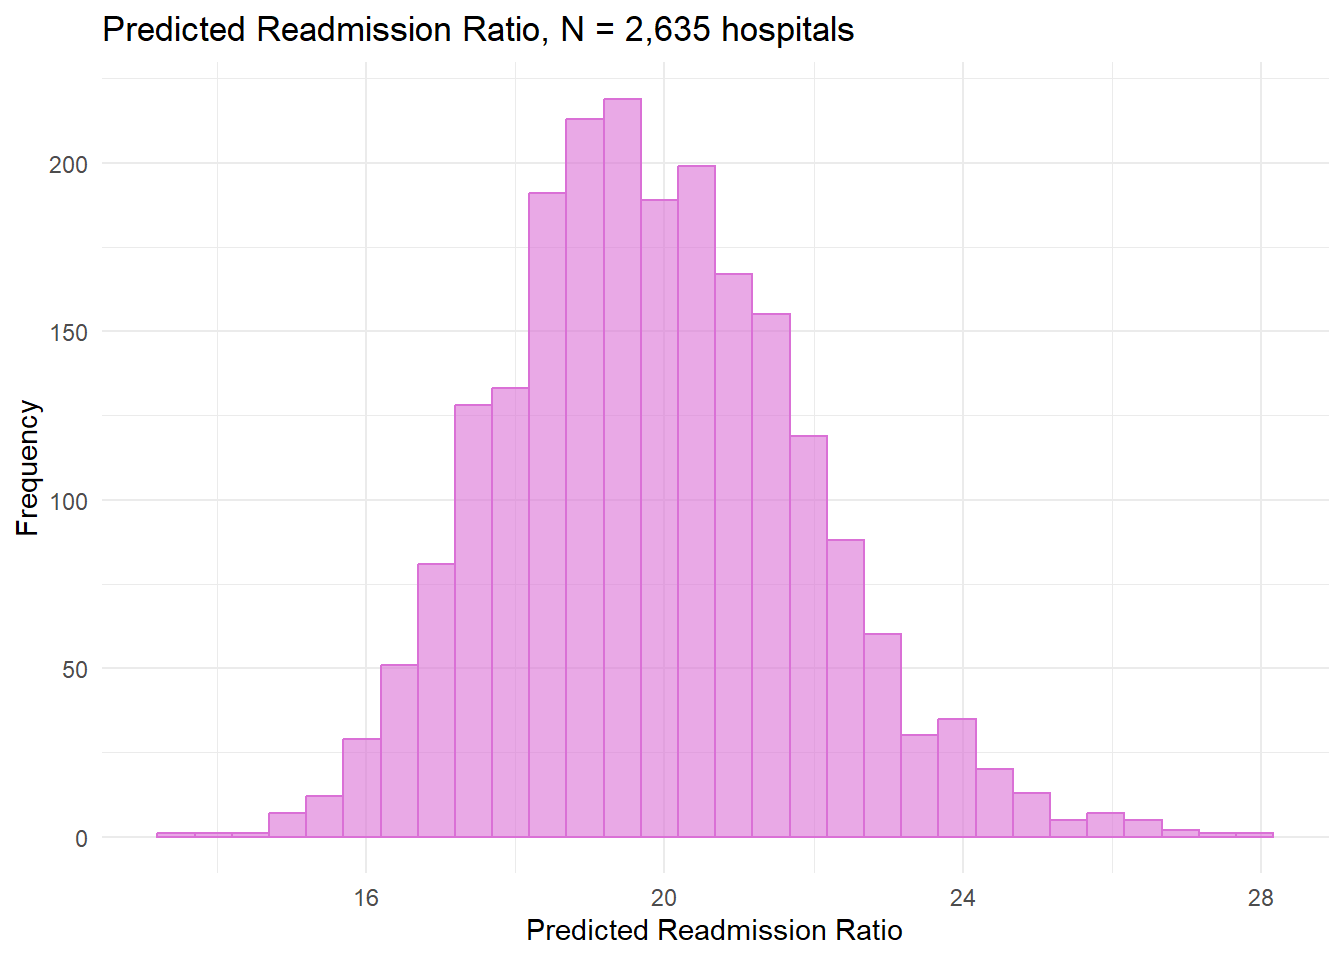 Predicted Readmission Ratio, N = 2,635 hospitals
200
150
100
50
0
Frequency
16 20 24 28
Predicted Readmission Ratio